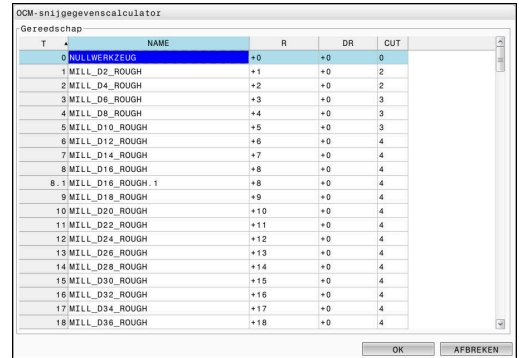 OCM-snijgegevenscalculator
Gereedschap
T NAME R DR CUT
0 NULLWERKZEUG +0 +0 0
1 MILL_D2_ROUGH +1 +0 2
2 MILL_D4_ROUGH +2 +0 2
3 MILL_D6_ROUGH +3 +0 3
4 MILL_D8_ROUGH +4 +0 3
5 MILL_D10_ROUGH +5 +0 3
6 MILL_D12_ROUGH +6 +0 4
7 MILL_D14_ROUGH +7 +0 4
8 MILL_D16_ROUGH +8 +0 4
8.1 MILL_D16_ROUGH.1 +8 +0 4
9 MILL_D18_ROUGH +9 +0 4
10 MILL_D20_ROUGH +10 +0 4
11 MILL_D22_ROUGH +11 +0 4
12 MILL_D24_ROUGH +12 +0 4
13 MILL_D26_ROUGH +13 +0 4
14 MILL_D28_ROUGH +14 +0 4
15 MILL_D30_ROUGH +15 +0 4
16 MILL_D32_ROUGH +16 +0 4
17 MILL_D34_ROUGH +17 +0 4
18 MILL_D36_ROUGH +18 +0 4
OK AFBREKEN